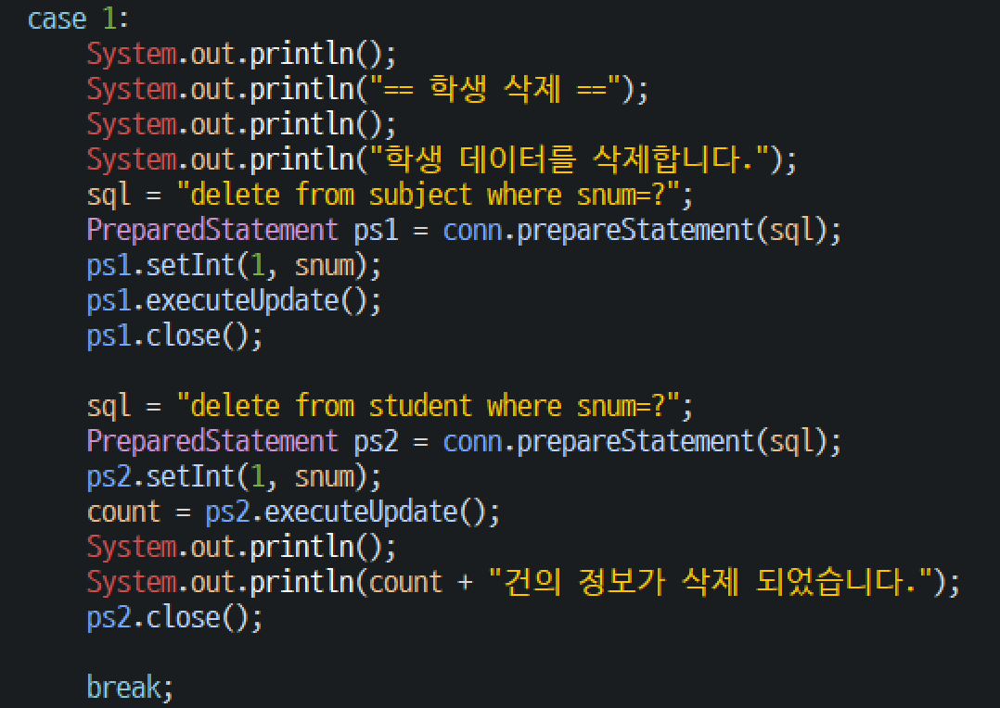 case 1:
System.out.println();
System.out.println("== 학생 삭제 ==");
System.out.println();
System.out.println("학생 데이터를 삭제합니다.");
sql = "delete from subject where snum=?";
PreparedStatement ps1 = conn.prepareStatement(sql);
ps1.setInt(1, snum);
ps1.executeUpdate();
ps1.close();
sql = "delete from student where snum=?";
PreparedStatement ps2 = conn.prepareStatement(sql);
ps2.setInt(1, snum);
count = ps2.executeUpdate();
System.out.println();
System.out.println(count + "건의 정보가 삭제 되었습니다.");
ps2.close();
break;